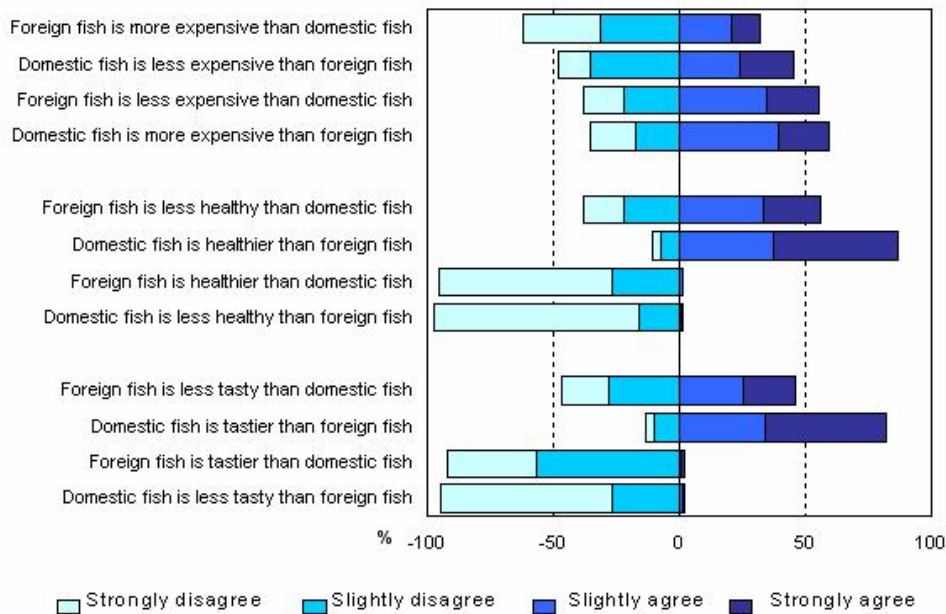 Foreign fish is more expensive than domestic fish
Domestic fish is less expensive than foreign fish
Foreign fish is less expensive than domestic fish
Domestic fish is more expensive than foreign fish
Foreign fish is less healthy than domestic fish
Domestic fish is healthier than foreign fish
Foreign fish is healthier than domestic fish
Domestic fish is less healthy than foreign fish
Foreign fish is less tasty than domestic fish
Domestic fish is tastier than foreign fish
Foreign fish is tastier than domestic fish
Domestic fish is less tasty than foreign fish
% -100 -50 0 50 100
Strongly disagree Slightly disagree Slightly agree Strongly agree